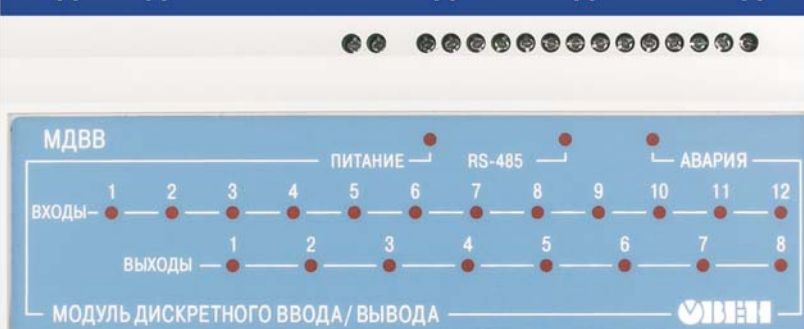 МДВВ
ПИТАНИЕ RS-485 АВАРИЯ
1 2 3 4 5 6 7 8 9 10 11 12
ВХОДЫ
1 2 3 4 5 6 7 8
ВЫХОДЫ
МОДУЛЬ ДИСКРЕТНОГО ВВОДА/ВЫВОДА ОВЕН